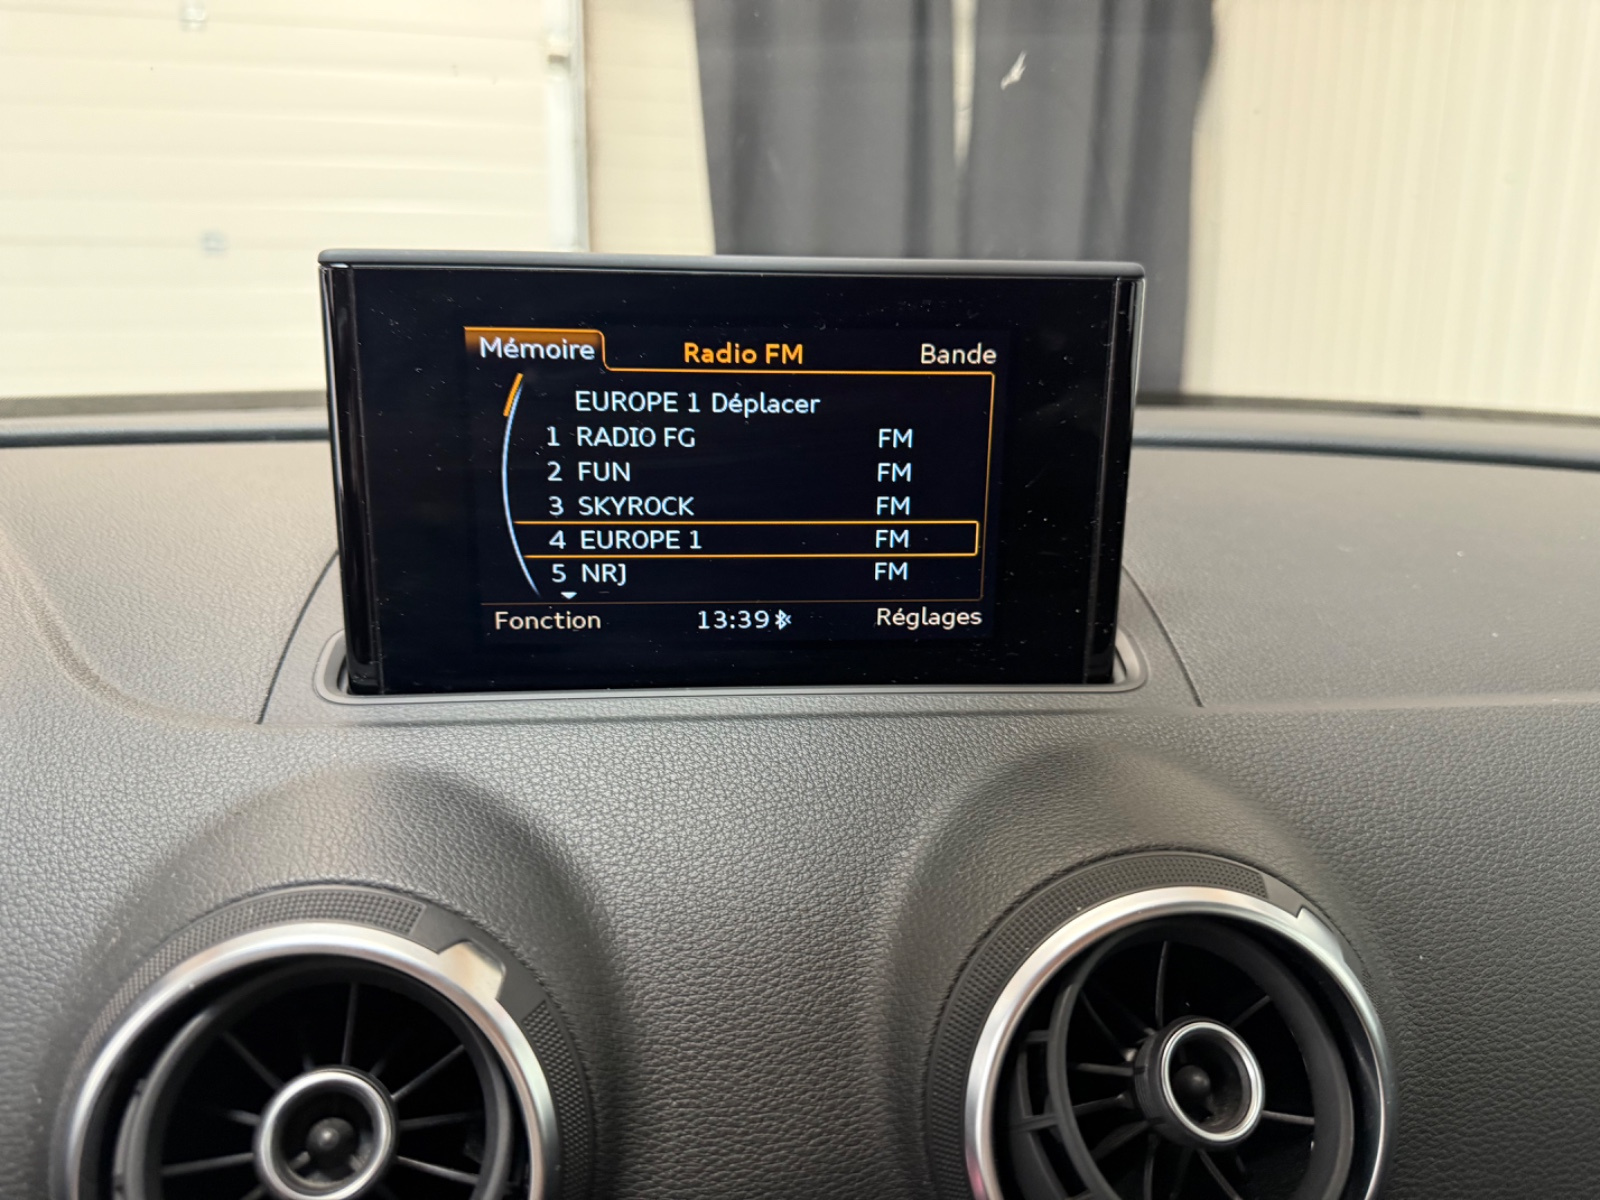 Mémoire Radio FM Bande
EUROPE 1 Déplacer
1 RADIO FG FM
2 FUN FM
3 SKYROCK FM
4 EUROPE 1 FM
5 NRJ FM
Fonction 13:39 Réglages